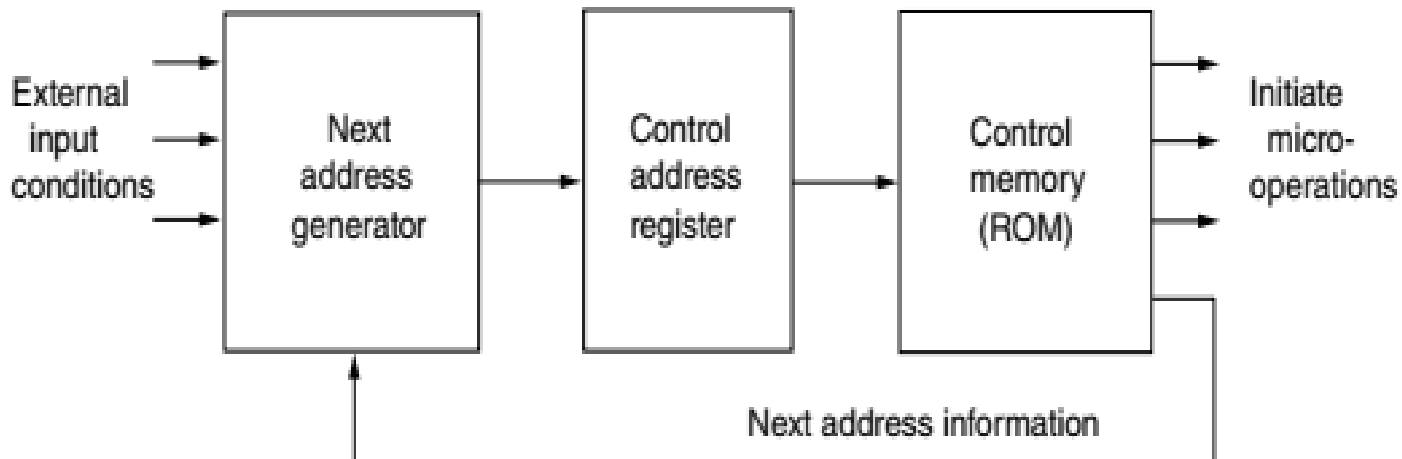 External
input
conditions
Next
address
generator
Control
address
register
Control
memory
(ROM)
Initiate
micro-
operations
Next address information